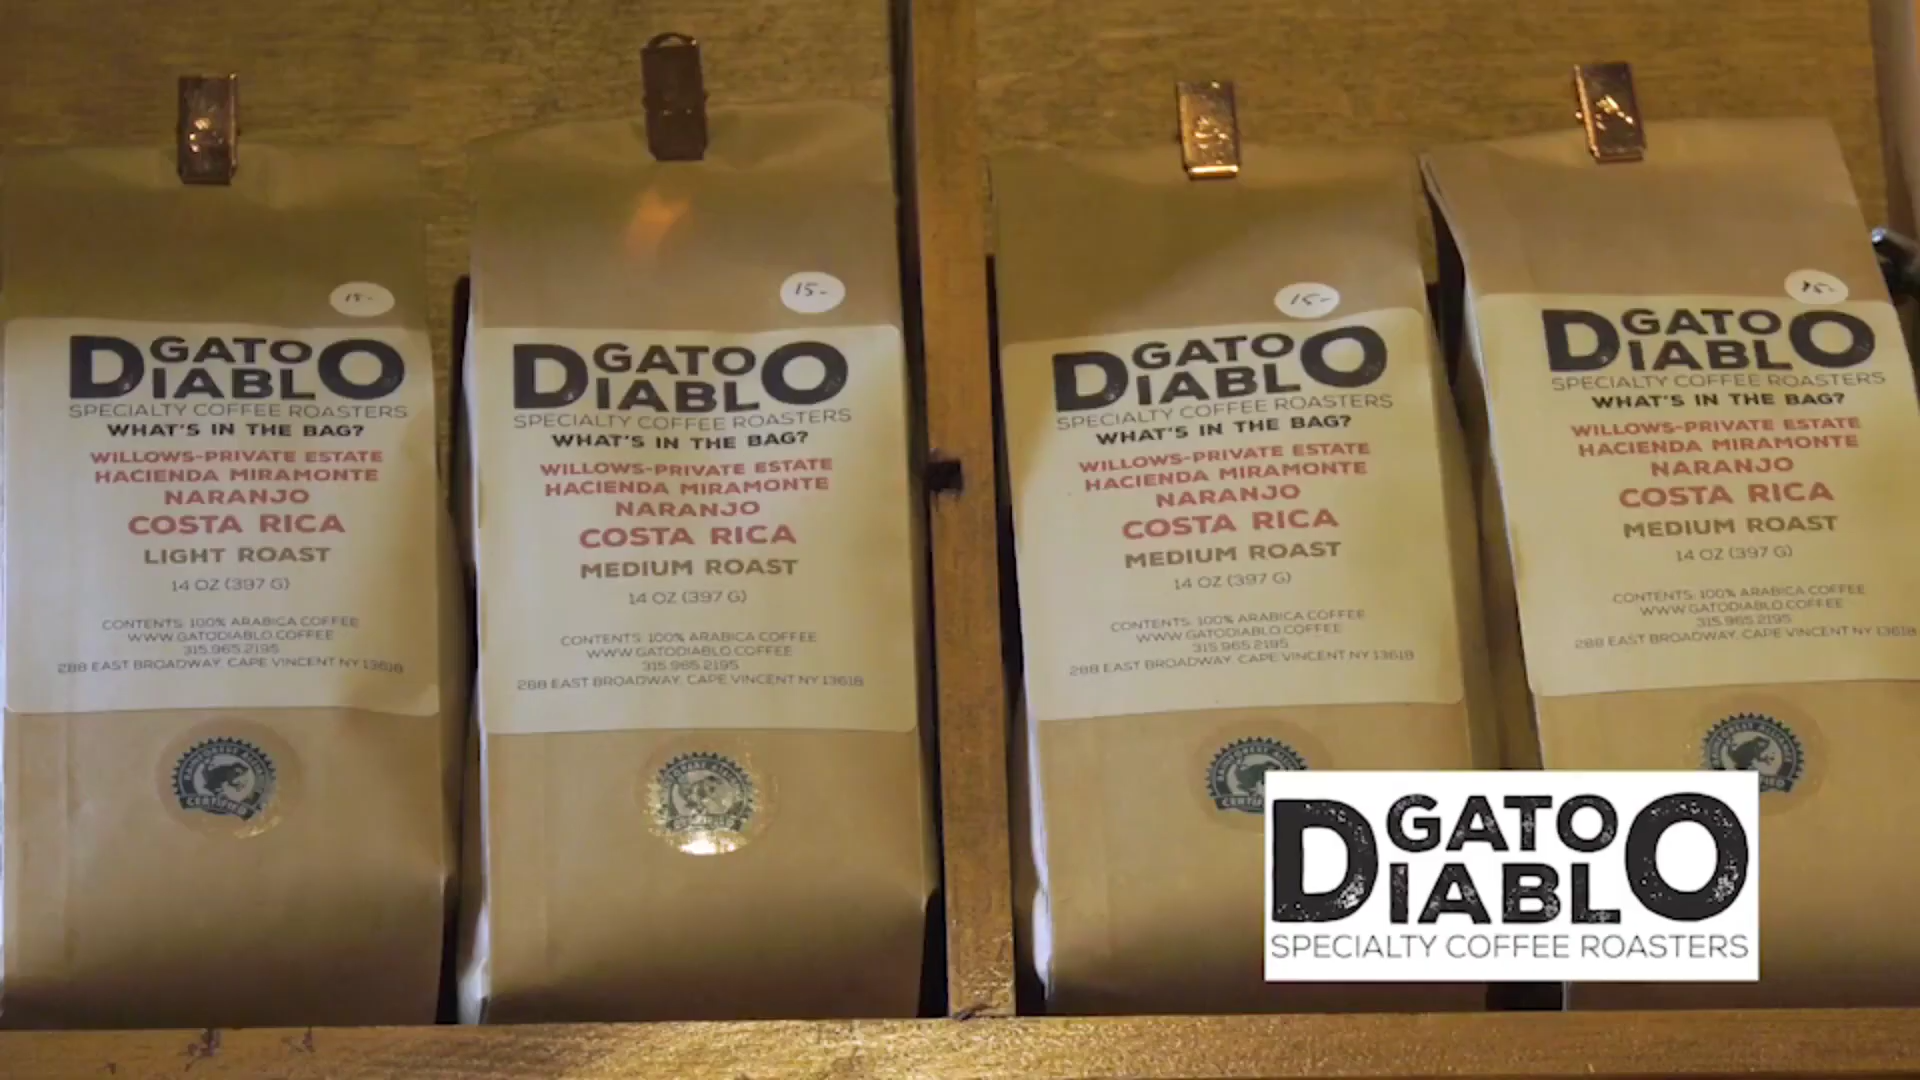 15-
GATO
DIABLO
SPECIALTY COFFEE ROASTERS
WHAT'S IN THE BAG?
WILLOWS-PRIVATE ESTATE
HACIENDA MIRAMONTE
NARANJO
COSTA RICA
LIGHT ROAST
14 OZ (397 G)
CONTENTS: 100% ARABICA COFFEE
WWW.GATODIABLO.COFFEE
315.965.2195
288 EAST BROADWAY, CAPE VINCENT NY 13618
CERTIFIED
15-
GATO
DIABLO
SPECIALTY COFFEE ROASTERS
WHAT'S IN THE BAG?
WILLOWS-PRIVATE ESTATE
HACIENDA MIRAMONTE
NARANJO
COSTA RICA
MEDIUM ROAST
14 OZ (397 G)
CONTENTS: 100% ARABICA COFFEE
WWW.GATODIABLO.COFFEE
315.965.2195
288 EAST BROADWAY, CAPE VINCENT NY 13618
15-
GATO
DIABLO
SPECIALTY COFFEE ROASTERS
WHAT'S IN THE BAG?
WILLOWS-PRIVATE ESTATE
HACIENDA MIRAMONTE
NARANJO
COSTA RICA
MEDIUM ROAST
14 OZ (397 G)
CONTENTS: 100% ARABICA COFFEE
WWW.GATODIABLO.COFFEE
315.965.2195
288 EAST BROADWAY, CAPE VINCENT NY 13618
15-
GATO
DIABLO
SPECIALTY COFFEE ROASTERS
WHAT'S IN THE BAG?
WILLOWS-PRIVATE ESTATE
HACIENDA MIRAMONTE
NARANJO
COSTA RICA
MEDIUM ROAST
14 OZ (397 G)
CONTENTS: 100% ARABICA COFFEE
WWW.GATODIABLO.COFFEE
315.965.2195
288 EAST BROADWAY, CAPE VINCENT NY 13618
GATO
DIABLO
SPECIALTY COFFEE ROASTERS